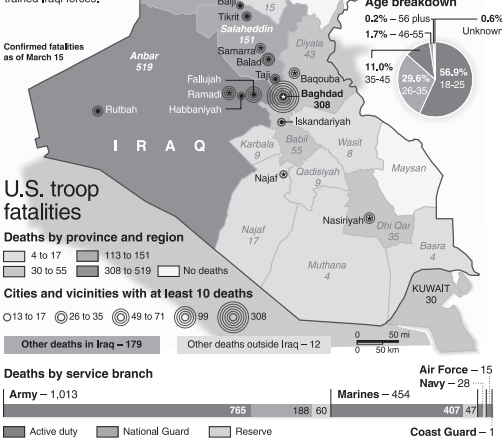 trained Iraqi forces.
Confirmed fatalities
as of March 15
Baiji
Tikrit
15
Salaheddin
151
Samarra
Balad
Taji
Diyala
43
Baqouba
Anbar
519
Fallujah
Ramadi
Habbaniyah
Baghdad
308
Rutbah
Iskandariyah
IRAQ
Karbala
9
Babil
55
Wasit
8
Najaf
Qadisiyah
9
Maysan
Nasiriyah
Dhi Qar
35
Najaf
17
Muthana
4
Basra
4
KUWAIT
30
Age breakdown
0.2% – 56 plus
0.6%
Unknown
1.7% – 46-55
11.0%
35-45
29.6%
26-35
56.9%
18-25
U.S. troop
fatalities
Deaths by province and region
4 to 17
113 to 151
30 to 55
308 to 519
No deaths
Cities and vicinities with at least 10 deaths
13 to 17
26 to 35
49 to 71
99
308
0 50 mi
0 50 km
Other deaths in Iraq – 179
Other deaths outside Iraq – 12
Deaths by service branch
Air Force – 15
Navy – 28
Army – 1,013
Marines – 454
765 188 60 407 47
Active duty
National Guard
Reserve
Coast Guard – 1